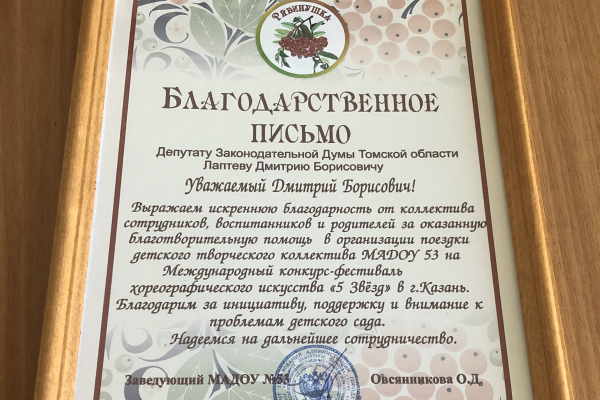 РЯБИНУШКА
БЛАГОДАРСТВЕННОЕ
ПИСЬМО
Депутату Законодательной Думы Томской области
Лаптеву Дмитрию Борисовичу
Уважаемый Дмитрий Борисович!
Выражаем искреннюю благодарность от коллектива
сотрудников, воспитанников и родителей за оказанную
благотворительную помощь в организации поездки
детского творческого коллектива МАДОУ 53 на
Международный конкурс-фестиваль
хореографического искусства «5 Звёзд» в г.Казань.
Благодарим за инициативу, поддержку и внимание к
проблемам детского сада.
Надеемся на дальнейшее сотрудничество.
Заведующий МАДОУ №53 Овсянникова О.Д.